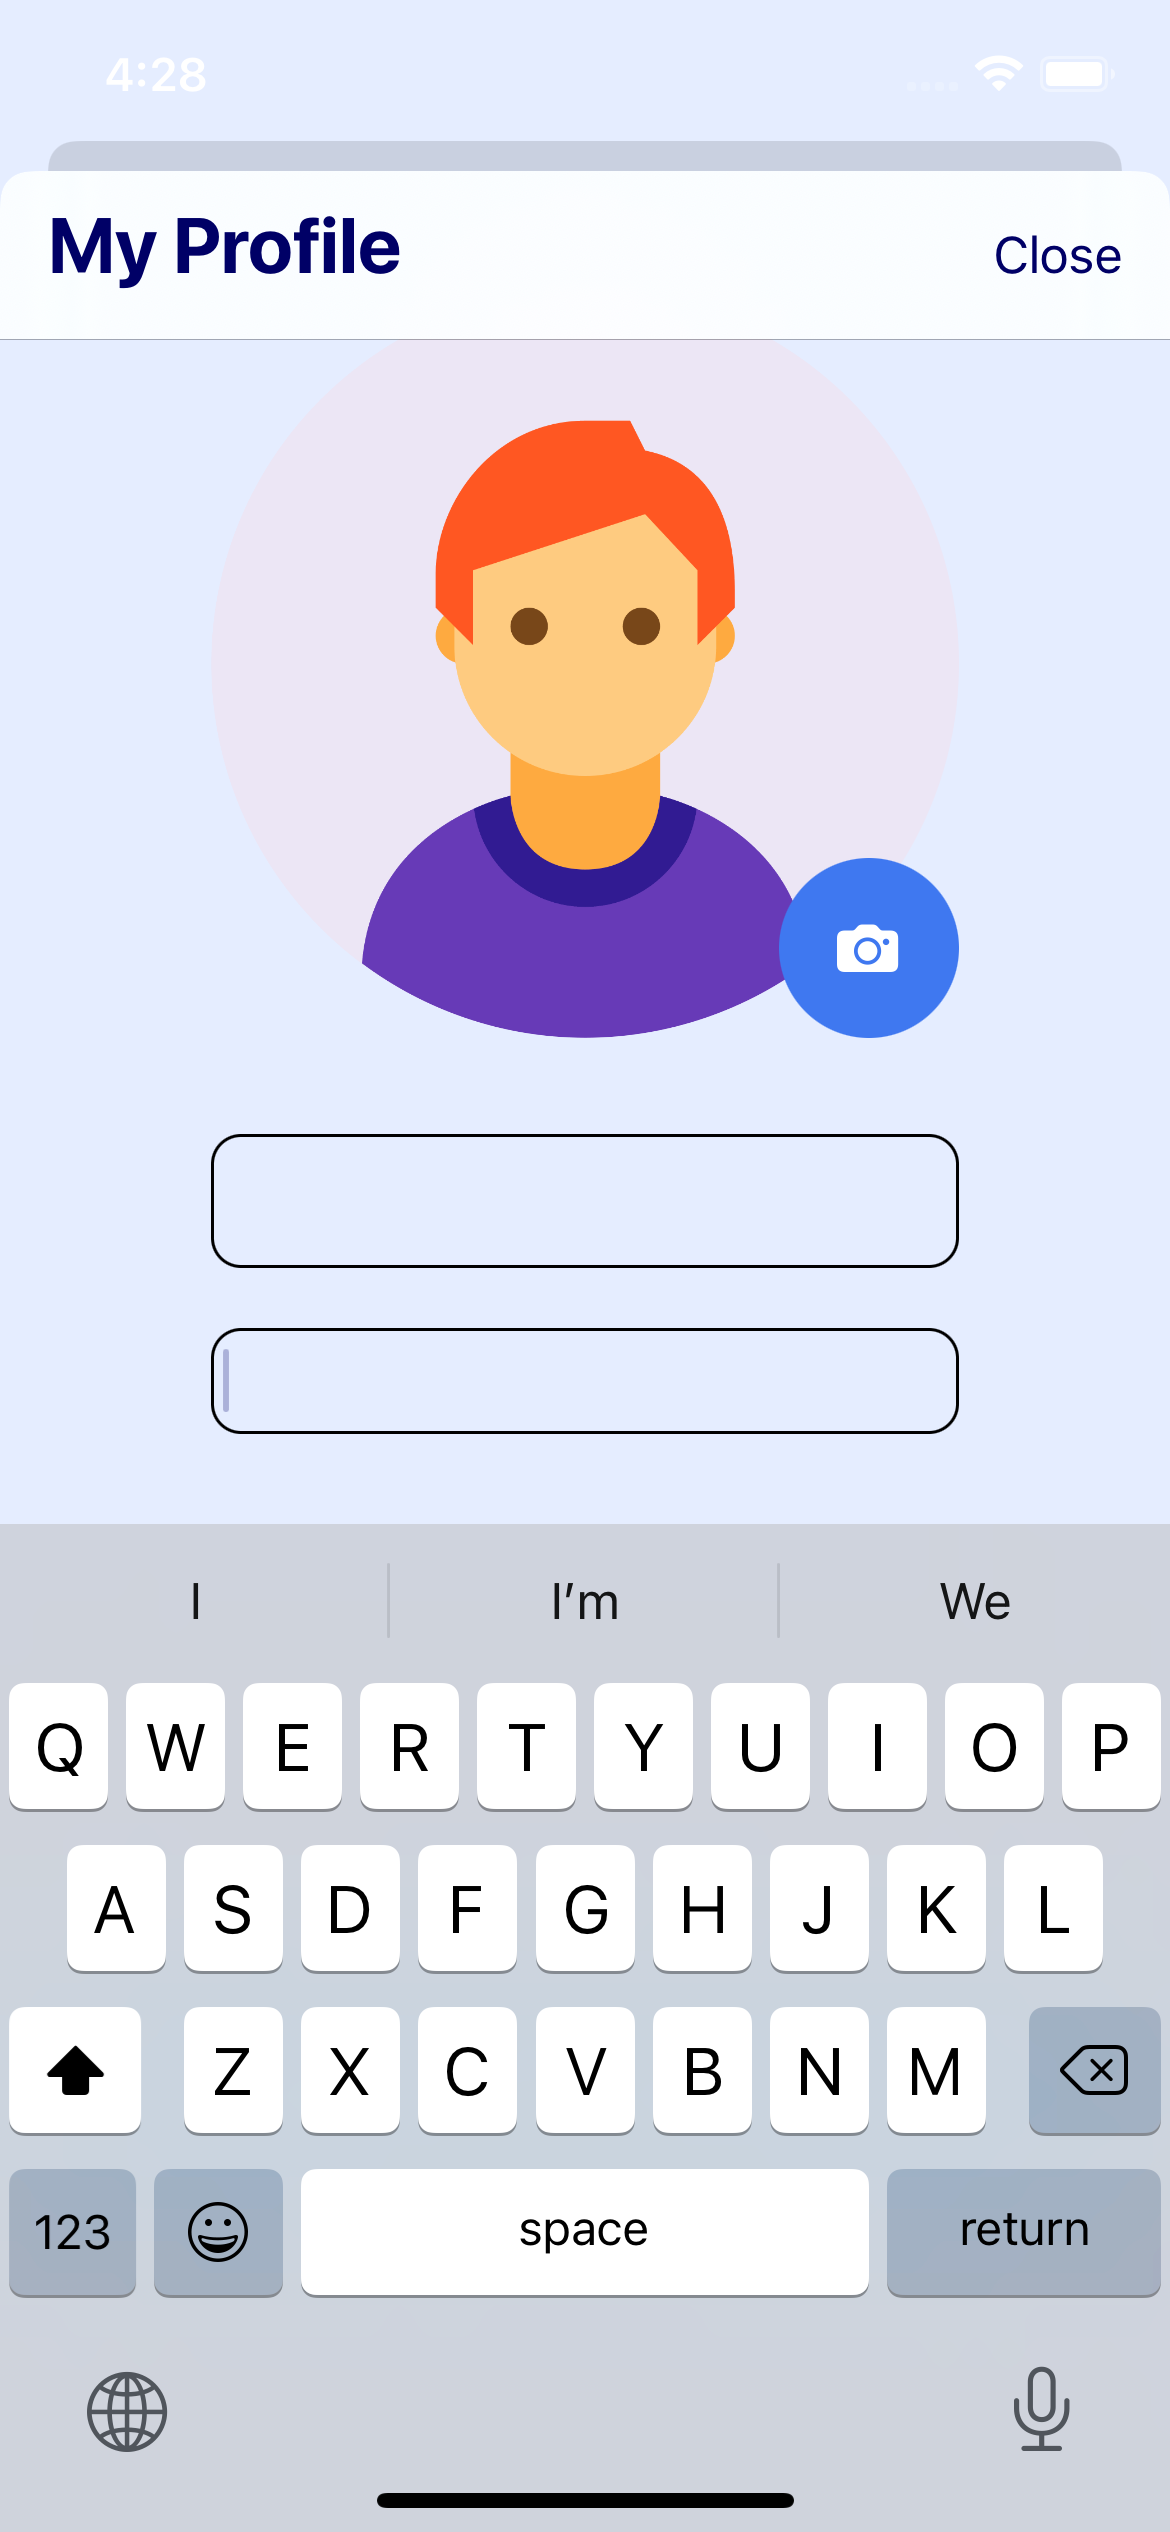 4:28
My Profile
Close
I I’m We
Q W E R T Y U I O P
A S D F G H J K L
Z X C V B N M
123 space return